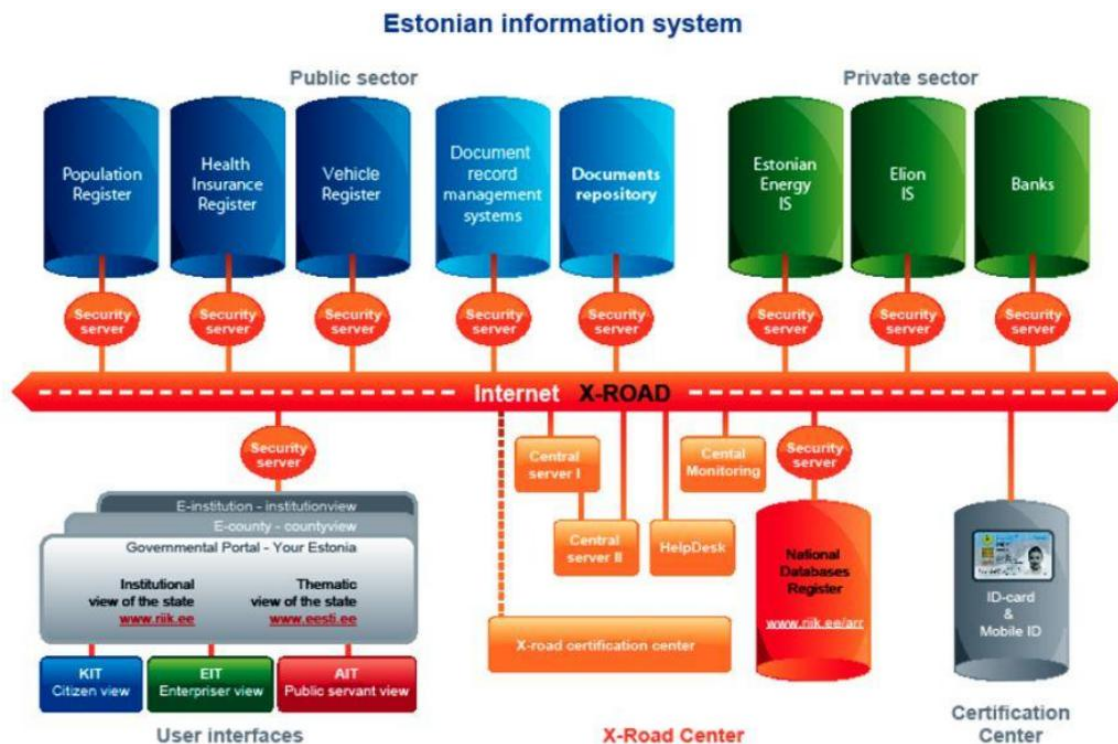 Estonian information system
Public sector
Private sector
Population
Register
Health
Insurance
Register
Vehicle
Register
Document
record
management
systems
Documents
repository
Estonian
Energy
IS
Elion
IS
Banks
Security
server
Security
server
Security
server
Security
server
Security
server
Security
server
Security
server
Security
server
Internet X-ROAD
Security
server
E-institution - institutionview
E-county - countyview
Governmental Portal - Your Estonia
Institutional
view of the state
www.riik.ee
Thematic
view of the state
www.eesti.ee
KIT
Citizen view
EIT
Enterpriser view
AIT
Public servant view
User interfaces
Central
server I
Central
server II
HelpDesk
Cental
Monitoring
Security
server
National
Databases
Register
www.riik.ee/arr
X-road certification center
X-Road Center
ID-card
&
Mobile ID
Certification
Center